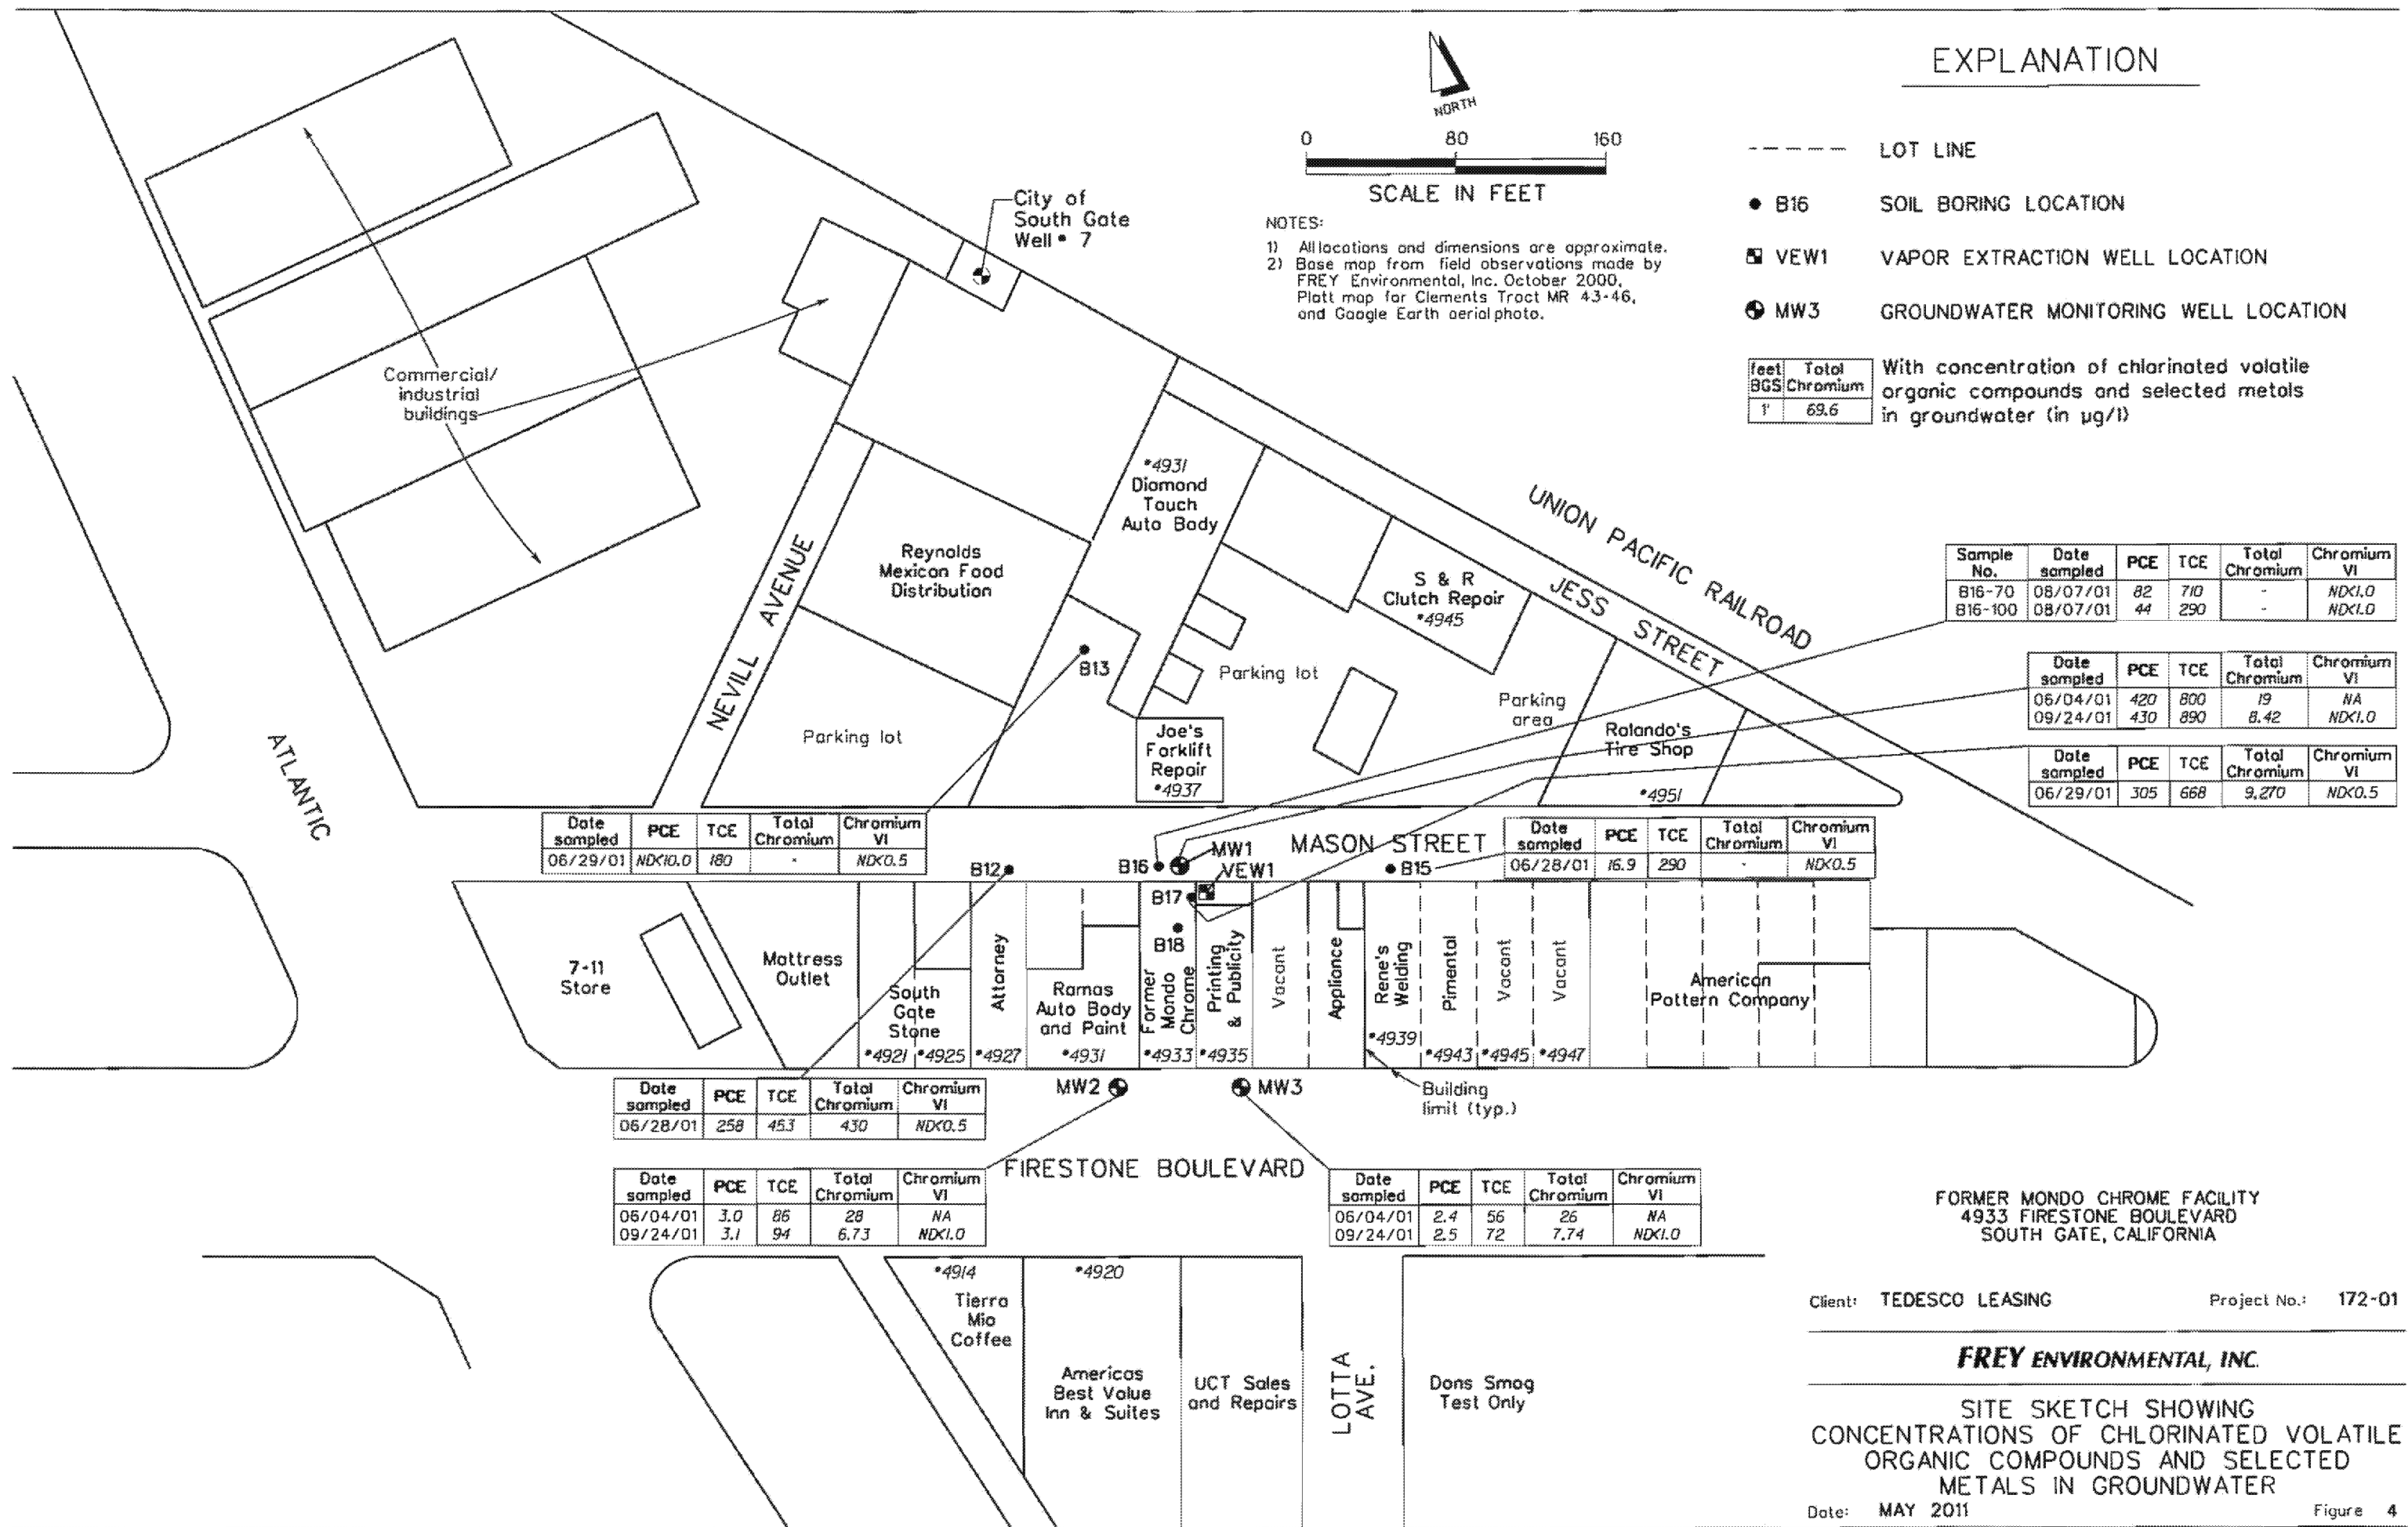 EXPLANATION
LOT LINE
B16 SOIL BORING LOCATION
VEW1 VAPOR EXTRACTION WELL LOCATION
MW3 GROUNDWATER MONITORING WELL LOCATION
feet BGS Total Chromium
1' 69.6
With concentration of chlorinated volatile
organic compounds and selected metals
in groundwater (in µg/l)
NORTH
0 80 160
SCALE IN FEET
NOTES:
1) All locations and dimensions are approximate.
2) Base map from field observations made by
FREY Environmental, Inc. October 2000,
Platt map for Clements Tract MR 43-46,
and Google Earth aerial photo.
City of
South Gate
Well # 7
Commercial/
industrial
buildings
#4931
Diamond
Touch
Auto Body
Reynolds
Mexican Food
Distribution
NEVILL AVENUE
Parking lot
B13
S & R
Clutch Repair
#4945
Parking lot
Joe's
Forklift
Repair
#4937
Parking
area
Rolando's
Tire Shop
#4951
UNION PACIFIC RAILROAD
JESS STREET
ATLANTIC
Sample No. Date sampled PCE TCE Total Chromium Chromium VI
B16-70 08/07/01 82 710 - ND<1.0
B16-100 08/07/01 44 290 - ND<1.0
Date sampled PCE TCE Total Chromium Chromium VI
06/04/01 420 800 19 NA
09/24/01 430 890 8.42 ND<1.0
Date sampled PCE TCE Total Chromium Chromium VI
06/29/01 305 668 9,270 ND<0.5
Date sampled PCE TCE Total Chromium Chromium VI
06/29/01 ND<10.0 180 - ND<0.5
MASON STREET
Date sampled PCE TCE Total Chromium Chromium VI
06/28/01 16.9 290 - ND<0.5
B12
B16
MW1
VEW1
B15
B17
B18
7-11
Store
Mattress
Outlet
South
Gate
Stone
#4921 #4925
Attorney
#4927
Ramas
Auto Body
and Paint
#4931
Former
Mondo
Chrome
#4933
Printing
& Publicity
#4935
Vacant
Appliance
Rene's
Welding
#4939
Pimental
#4943
Vacant
#4945
Vacant
#4947
American
Pattern Company
MW2
MW3
Building
limit (typ.)
Date sampled PCE TCE Total Chromium Chromium VI
06/28/01 258 453 430 ND<0.5
FIRESTONE BOULEVARD
Date sampled PCE TCE Total Chromium Chromium VI
06/04/01 3.0 86 28 NA
09/24/01 3.1 94 6.73 ND<1.0
Date sampled PCE TCE Total Chromium Chromium VI
06/04/01 2.4 56 26 NA
09/24/01 2.5 72 7.74 ND<1.0
#4914
Tierra
Mia
Coffee
#4920
Americas
Best Value
Inn & Suites
UCT Sales
and Repairs
LOTTA
AVE.
Dons Smog
Test Only
FORMER MONDO CHROME FACILITY
4933 FIRESTONE BOULEVARD
SOUTH GATE, CALIFORNIA
Client: TEDESCO LEASING Project No.: 172-01
FREY ENVIRONMENTAL, INC.
SITE SKETCH SHOWING
CONCENTRATIONS OF CHLORINATED VOLATILE
ORGANIC COMPOUNDS AND SELECTED
METALS IN GROUNDWATER
Date: MAY 2011 Figure 4